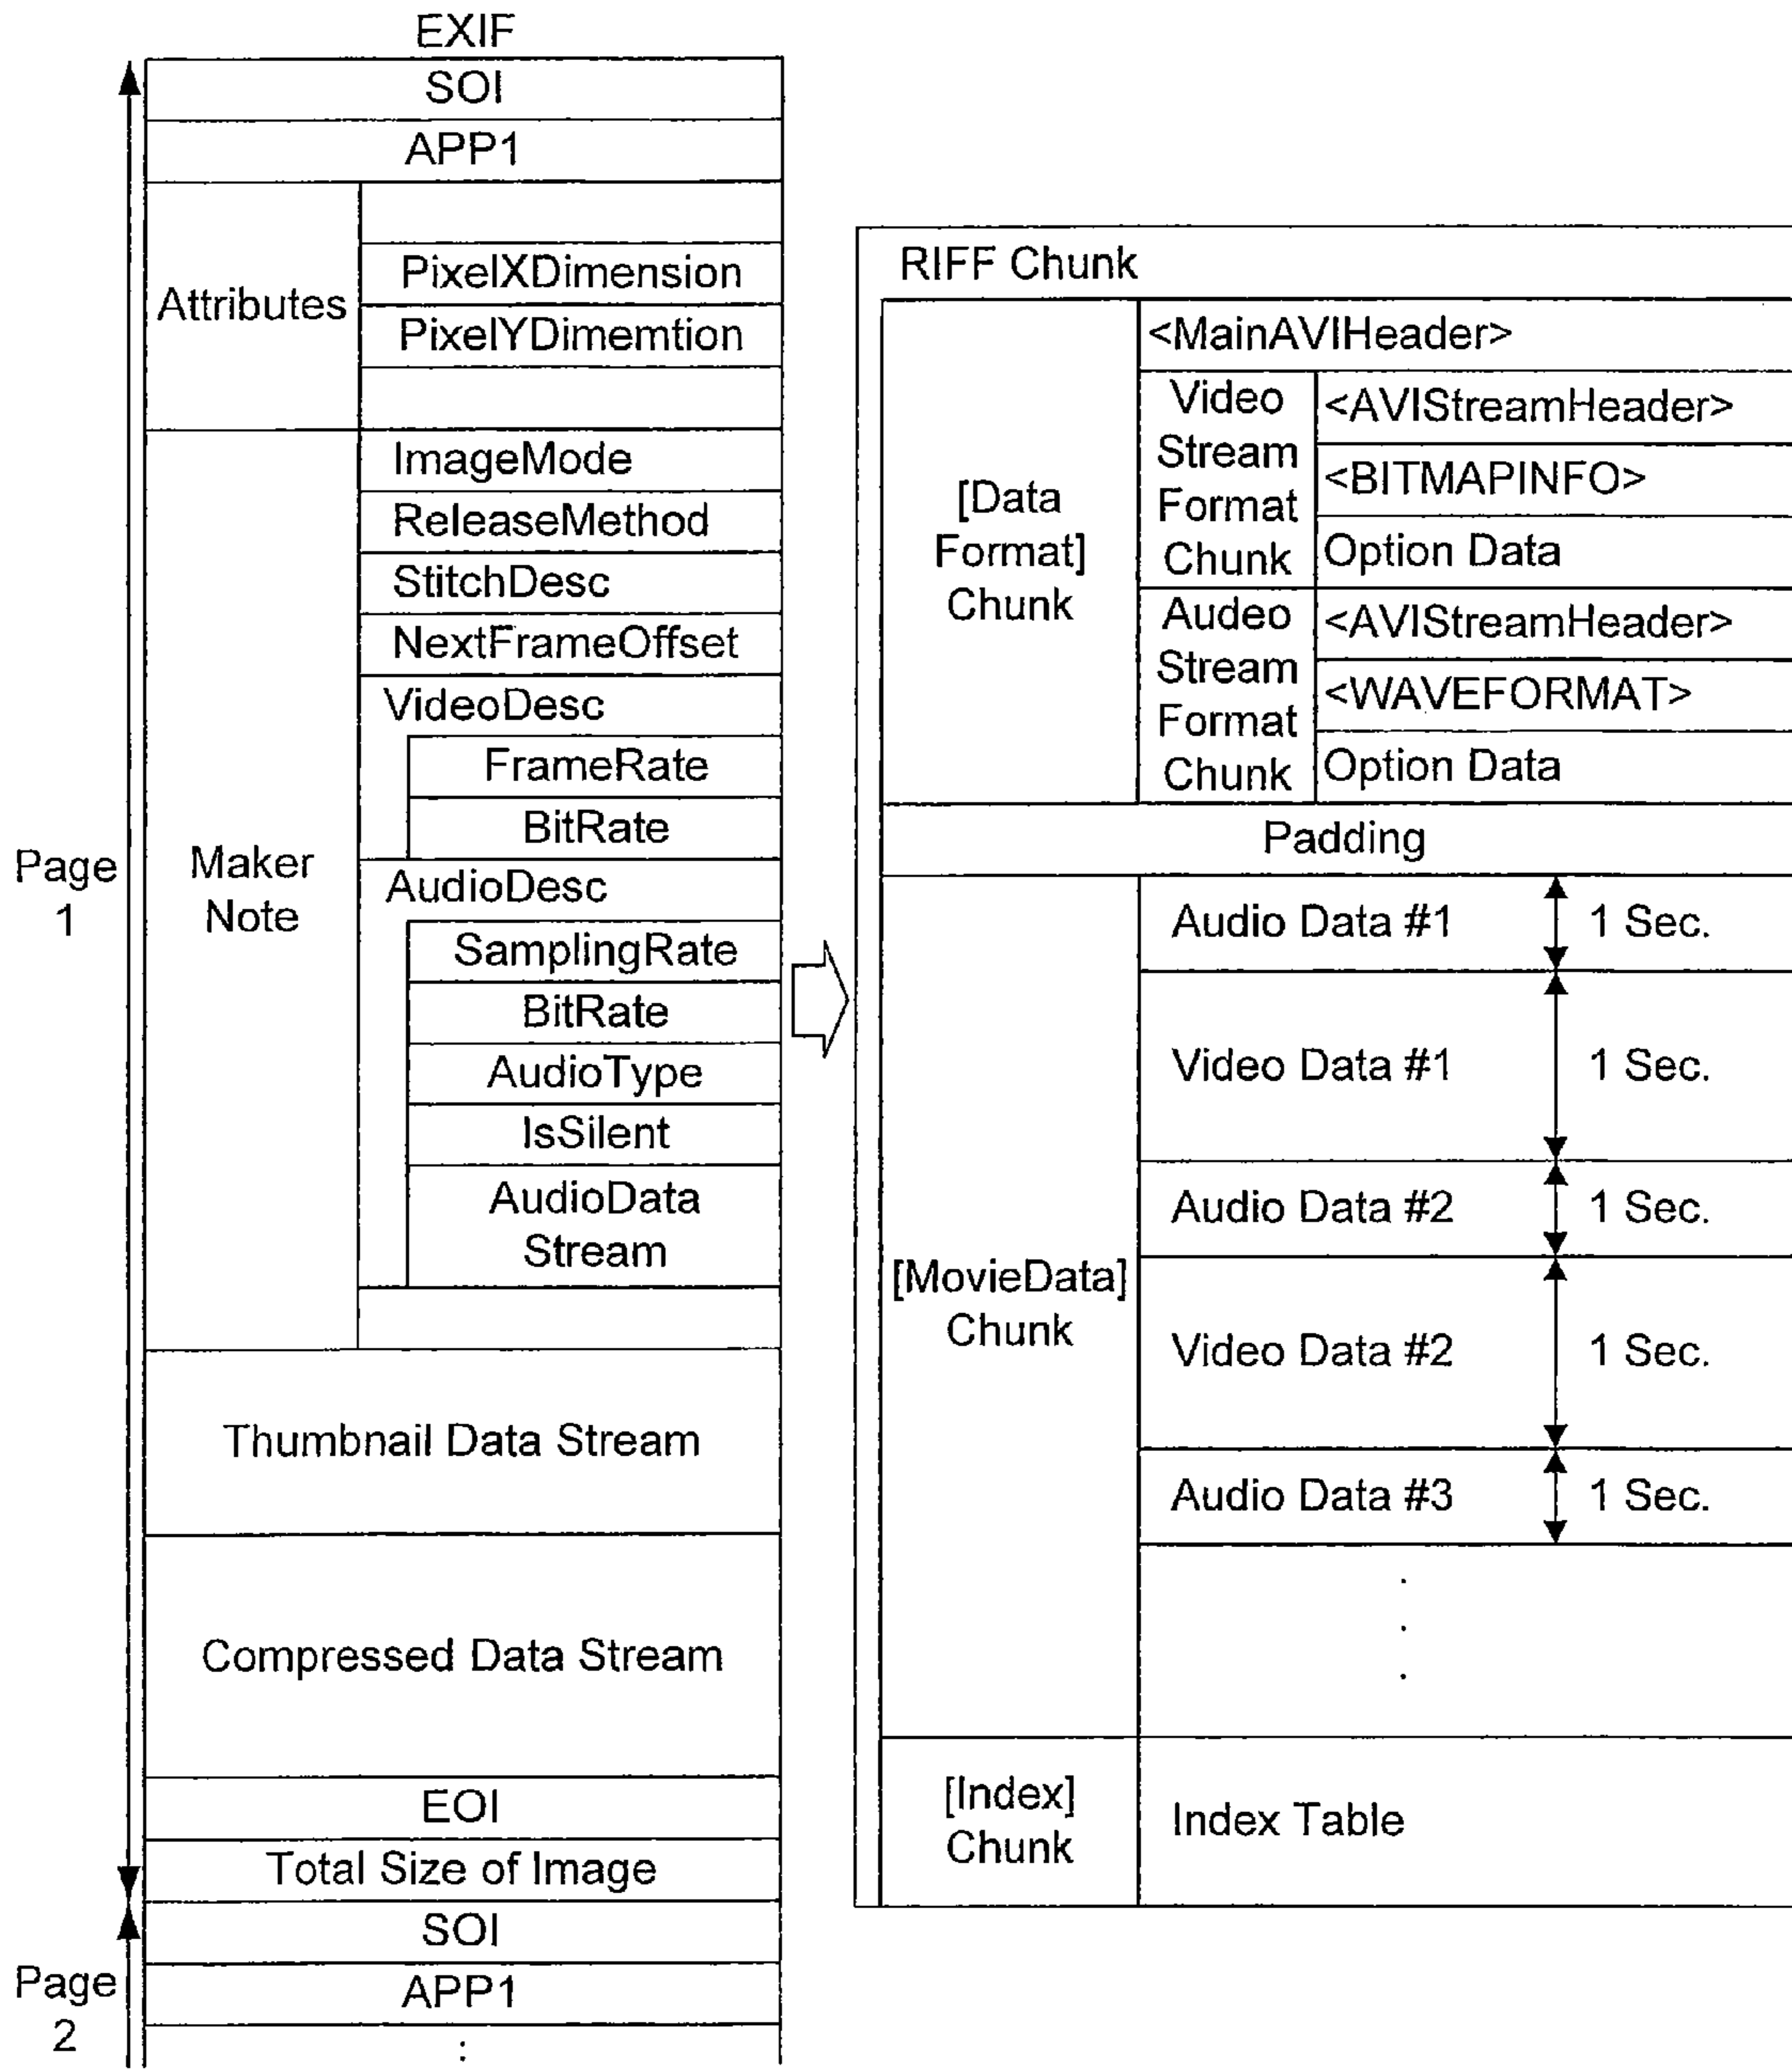 EXIF
SOI
APP1
Attributes
PixelXDimension
PixelYDimemtion
Page
1
Maker
Note
ImageMode
ReleaseMethod
StitchDesc
NextFrameOffset
VideoDesc
FrameRate
BitRate
AudioDesc
SamplingRate
BitRate
AudioType
IsSilent
AudioData
Stream
Thumbnail Data Stream
Compressed Data Stream
EOI
Total Size of Image
Page
2
SOI
APP1
:
RIFF Chunk
[Data
Format]
Chunk
<MainAVIHeader>
Video
Stream
Format
Chunk
<AVIStreamHeader>
<BITMAPINFO>
Option Data
Audeo
Stream
Format
Chunk
<AVIStreamHeader>
<WAVEFORMAT>
Option Data
Padding
[MovieData]
Chunk
Audio Data #1 1 Sec.
Video Data #1 1 Sec.
Audio Data #2 1 Sec.
Video Data #2 1 Sec.
Audio Data #3 1 Sec.
.
.
.
[Index]
Chunk
Index Table